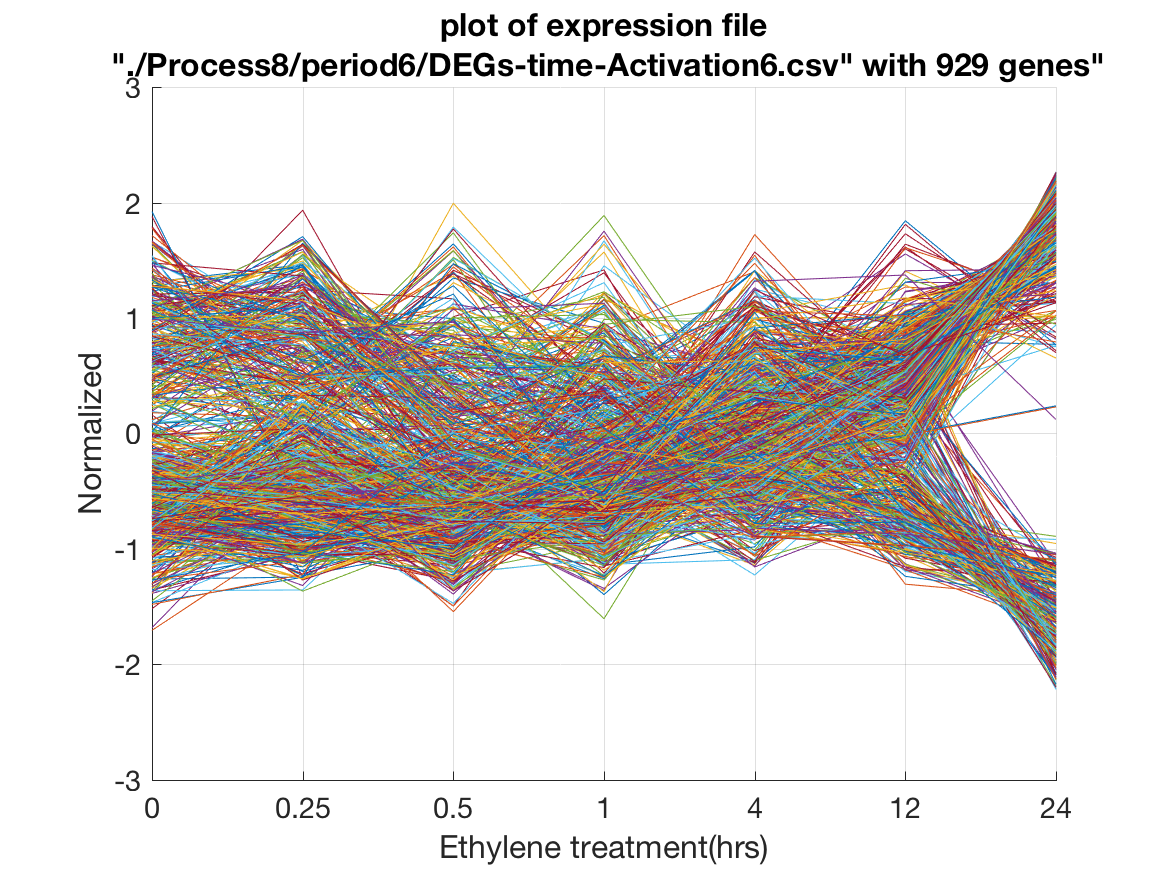 plot of expression file
"./Process8/period6/DEGs-time-Activation6.csv" with 929 genes"
3
2
1
0
-1
-2
-3
Normalized
0 0.25 0.5 1 4 12 24
Ethylene treatment(hrs)